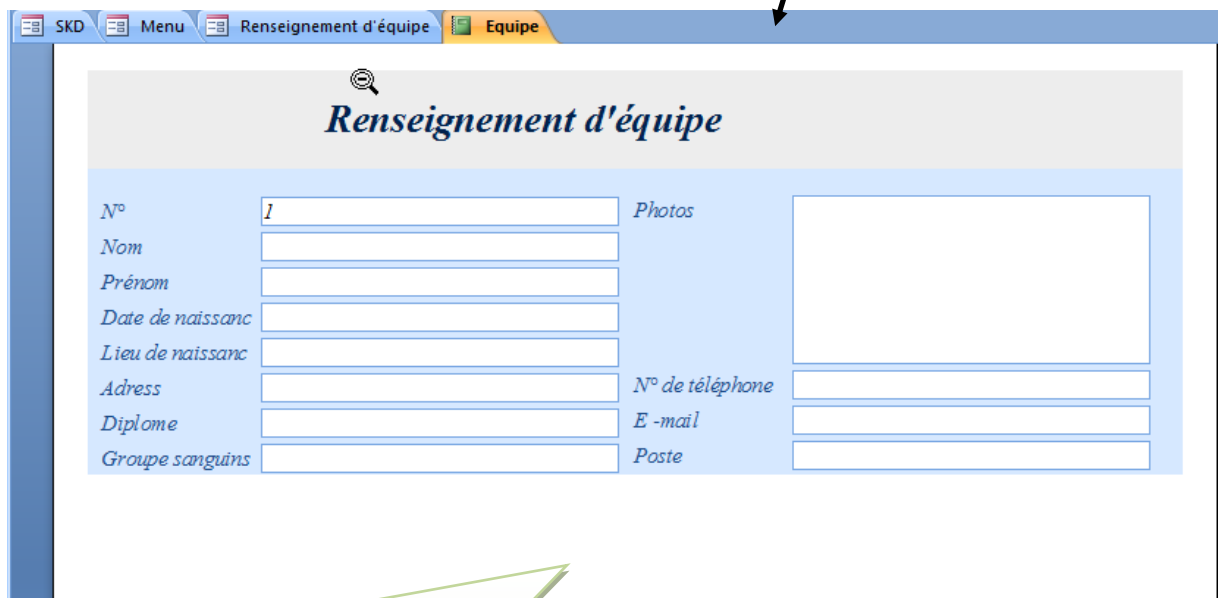 SKD Menu Renseignement d'équipe Equipe
Renseignement d'équipe
N° 1
Nom
Prénom
Date de naissanc
Lieu de naissanc
Adress
Diplome
Groupe sanguins
Photos
N° de téléphone
E -mail
Poste